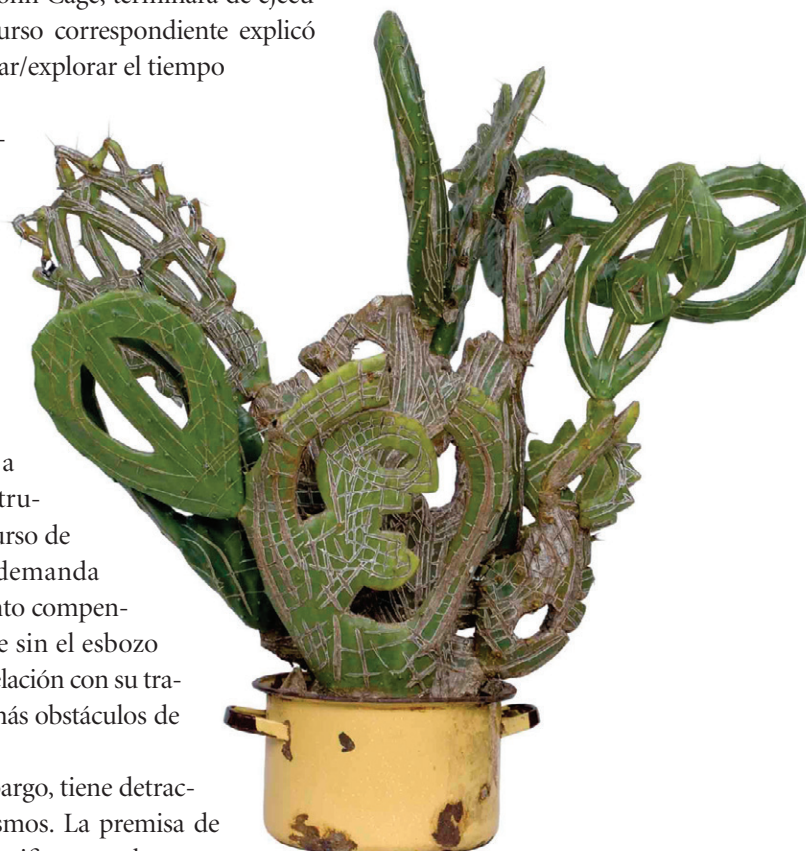 John Cage, terminara de ejecu
urso correspondiente explicó
ar/explorar el tiempo
-
a
tru-
urso de
demanda
nto compen-
e sin el esbozo
elación con su tra-
más obstáculos de
bargo, tiene detrac-
smos. La premisa de